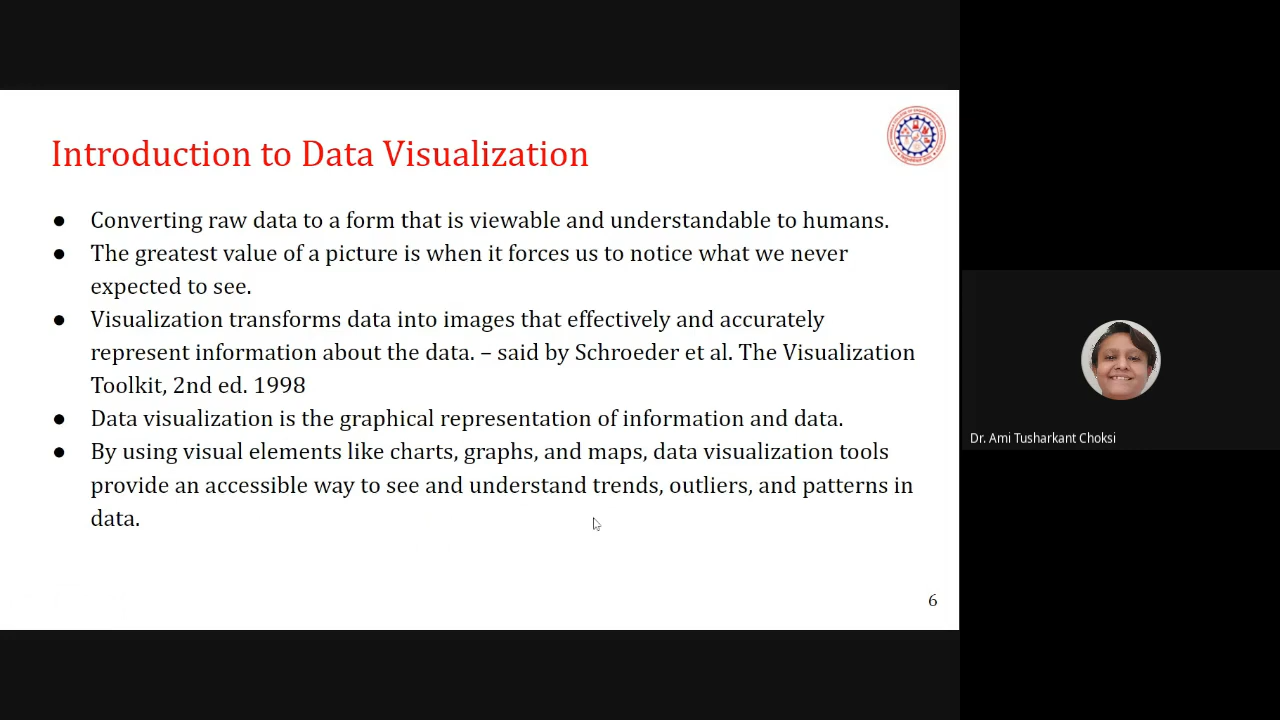 Introduction to Data Visualization
● Converting raw data to a form that is viewable and understandable to humans.
● The greatest value of a picture is when it forces us to notice what we never
expected to see.
● Visualization transforms data into images that effectively and accurately
represent information about the data. – said by Schroeder et al. The Visualization
Toolkit, 2nd ed. 1998
● Data visualization is the graphical representation of information and data.
● By using visual elements like charts, graphs, and maps, data visualization tools
provide an accessible way to see and understand trends, outliers, and patterns in
data.
6
Dr. Ami Tusharkant Choksi